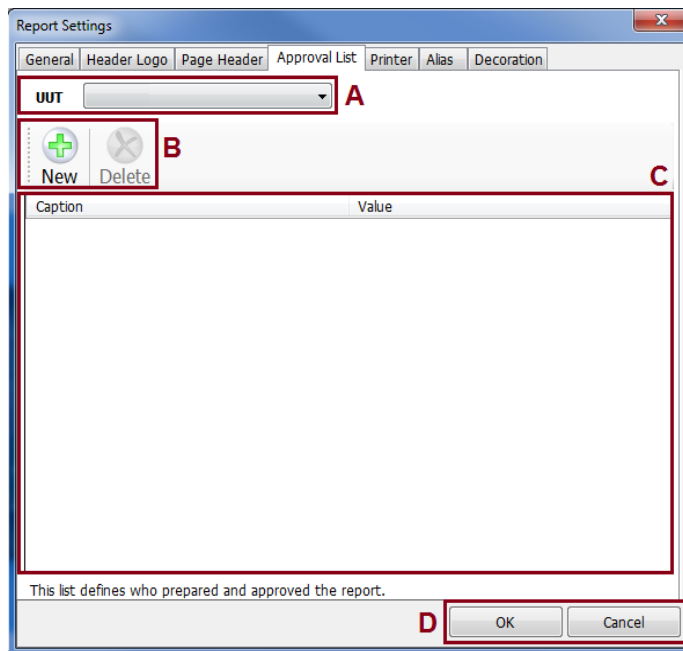 Report Settings
General Header Logo Page Header Approval List Printer Alias Decoration
UUT A
B
New Delete
C
Caption Value
This list defines who prepared and approved the report.
D OK Cancel